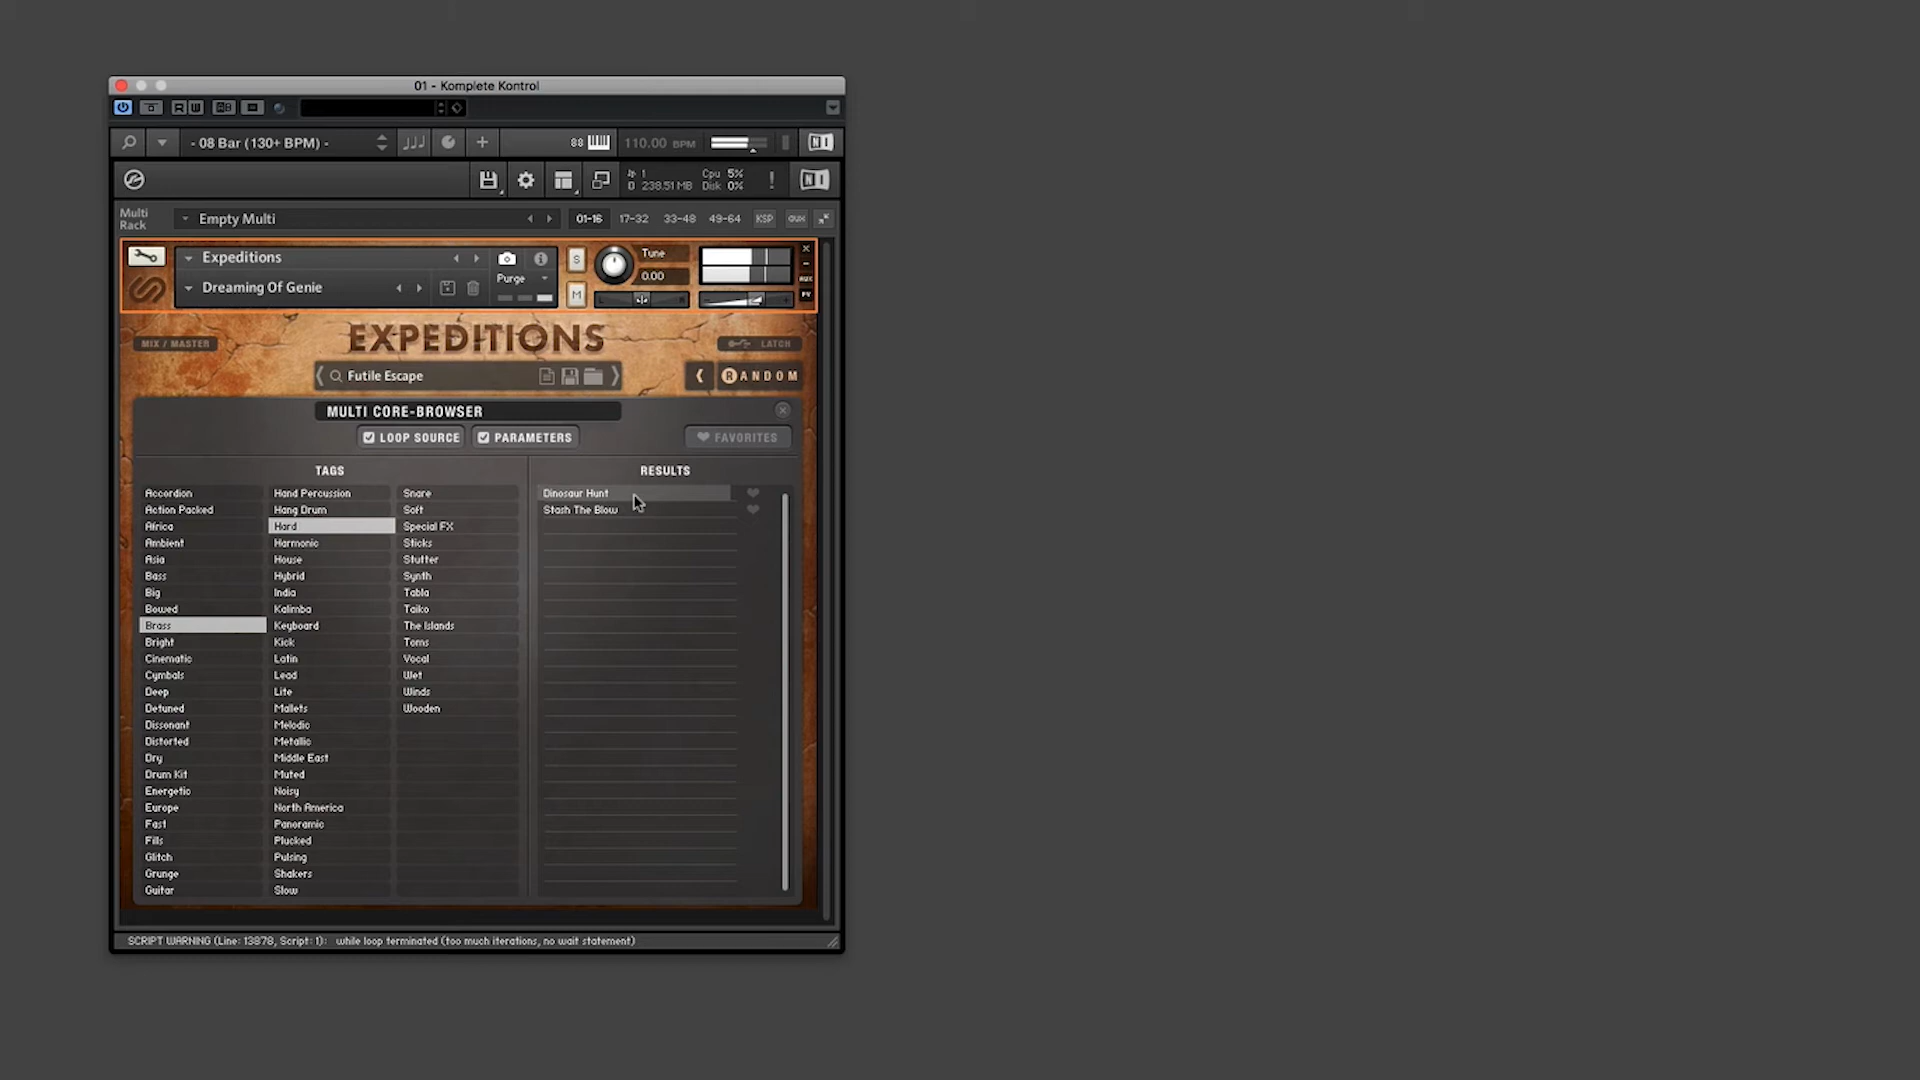 01 - Komplete Kontrol
R W
- 08 Bar (130+ BPM) - 88 110.00 BPM
1 Cpu 5%
0 238.51 MB Disk 0% !
Multi Rack Empty Multi 01-16 17-32 33-48 49-64 KSP aux
Expeditions S Tune
Purge 0.00
Dreaming Of Genie M
AUX
PV
L R - +
EXPEDITIONS
MIX / MASTER LATCH
Futile Escape RANDOM
MULTI CORE-BROWSER
LOOP SOURCE PARAMETERS FAVORITES
TAGS RESULTS
Accordion Hand Percussion Snare Dinosaur Hunt
Action Packed Hang Drum Soft Stash The Blow
Africa Hard Special FX
Ambient Harmonic Sticks
Asia House Stutter
Bass Hybrid Synth
Big India Tabla
Bowed Kalimba Taiko
Brass Keyboard The Islands
Bright Kick Toms
Cinematic Latin Vocal
Cymbals Lead Wet
Deep Lite Winds
Detuned Mallets Wooden
Dissonant Melodic
Distorted Metallic
Dry Middle East
Drum Kit Muted
Energetic Noisy
Europe North America
Fast Panoramic
Fills Plucked
Glitch Pulsing
Grunge Shakers
Guitar Slow
SCRIPT WARNING (Line: 13878, Script: 1): while loop terminated (too much iterations, no wait statement)